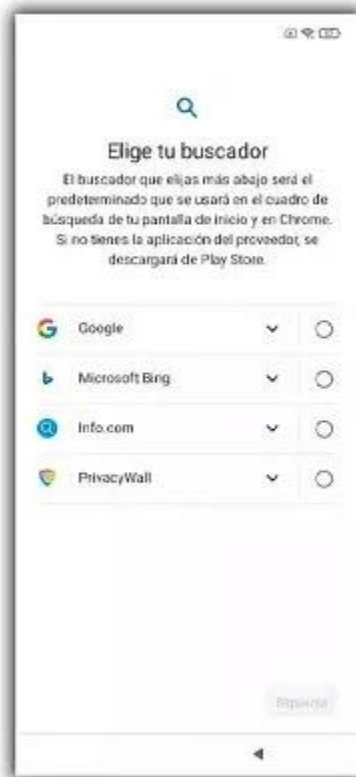 Elige tu buscador
El buscador que elijas más abajo será el
predeterminado que se usará en el cuadro de
búsqueda de tu pantalla de inicio y en Chrome.
Si no tienes la aplicación del proveedor, se
descargará de Play Store.
Google
Microsoft Bing
Info.com
PrivacyWall
Siguiente